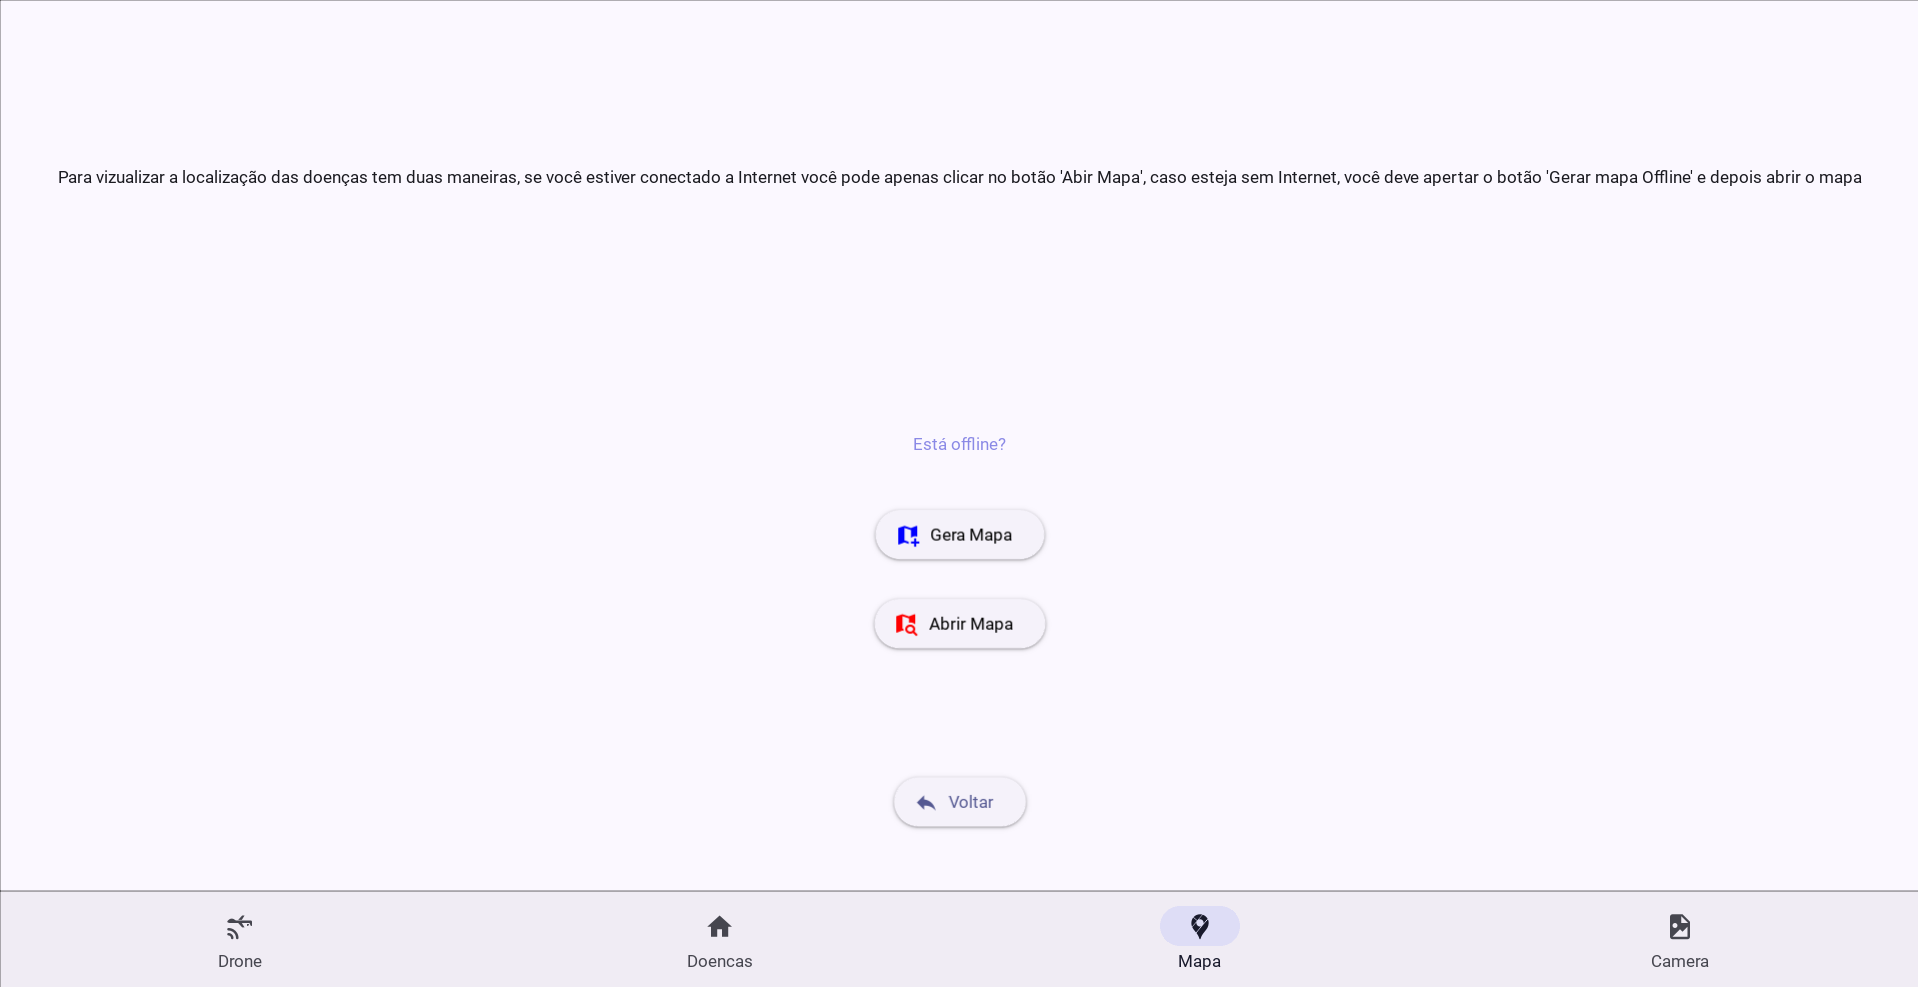 Para vizualizar a localização das doenças tem duas maneiras, se você estiver conectado a Internet você pode apenas clicar no botão 'Abir Mapa', caso esteja sem Internet, você deve apertar o botão 'Gerar mapa Offline' e depois abrir o mapa
Está offline?
Gera Mapa
Abrir Mapa
Voltar
Drone
Doencas
Mapa
Camera